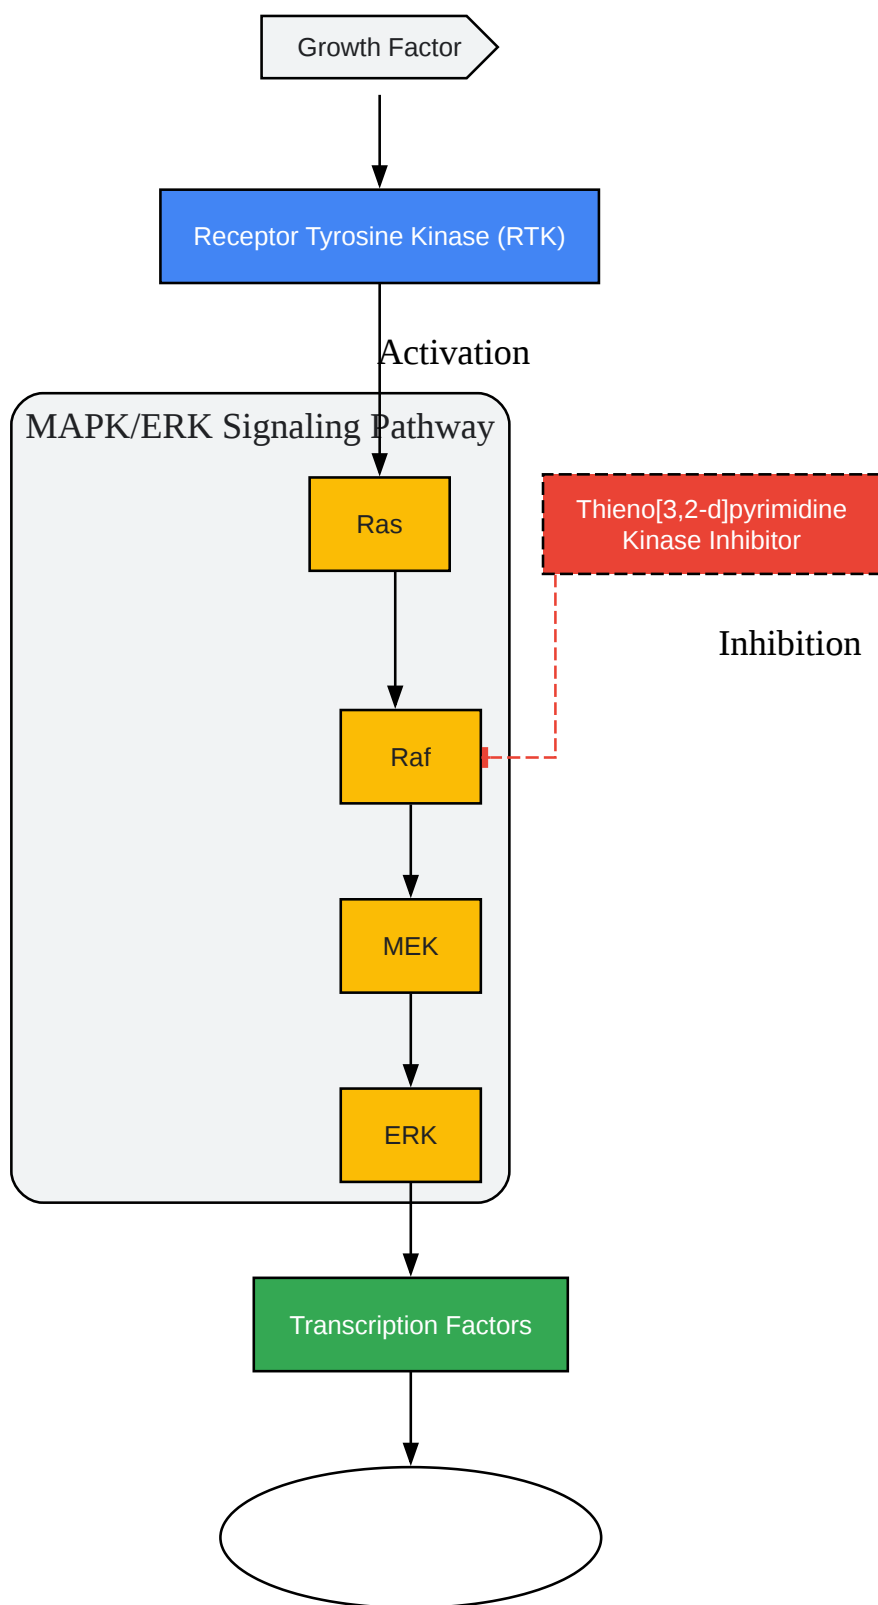 Growth Factor
Receptor Tyrosine Kinase (RTK)
Activation
MAPK/ERK Signaling Pathway
Ras
Thieno[3,2-d]pyrimidine
Kinase Inhibitor
Inhibition
Raf
MEK
ERK
Transcription Factors